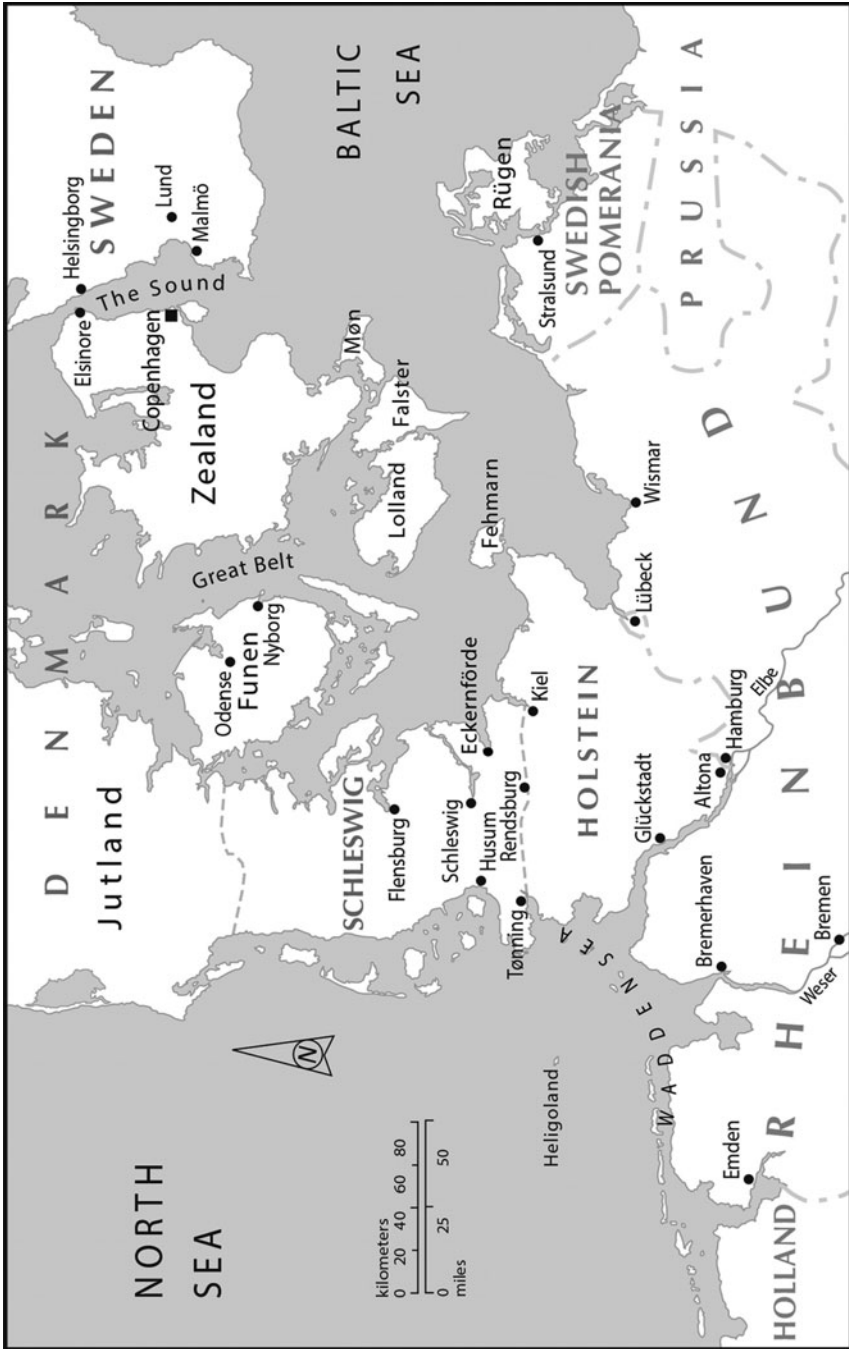 DENMARK
SWEDEN
Helsingborg
Elsinore
The Sound
Lund
Malmö
Copenhagen
Zealand
Jutland
Great Belt
Odense
Funen
Nyborg
BALTIC
SEA
Møn
Falster
Lolland
Fehmarn
Rügen
Stralsund
SWEDISH
POMERANIA
PRUSSIA
SCHLESWIG
Flensburg
Schleswig
Eckernförde
Husum
Rendsburg
Tønning
Kiel
HOLSTEIN
Wismar
Lübeck
Glückstadt
Altona
Hamburg
Elbe
Bremerhaven
Bremen
Weser
WADDEN SEA
NORTH
SEA
N
kilometers
0 20 40 60 80
0 25 50
miles
Heligoland
Emden
HOLLAND
RHEINBUND